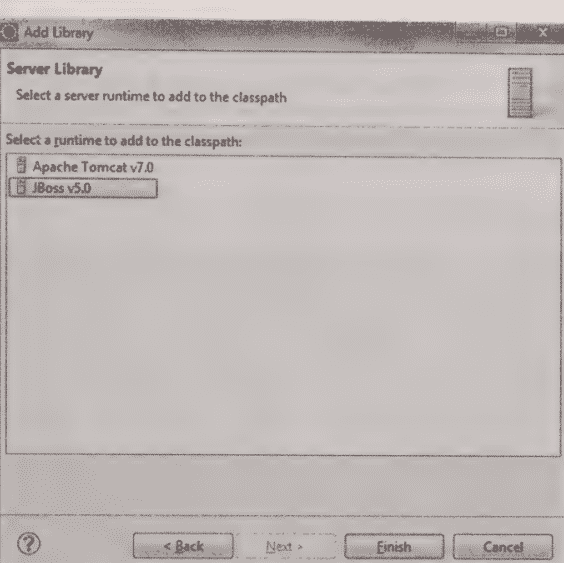 Add Library
Server Library
Select a server runtime to add to the classpath
Select a runtime to add to the classpath:
Apache Tomcat v7.0
JBoss v5.0
?
< Back Next > Finish Cancel